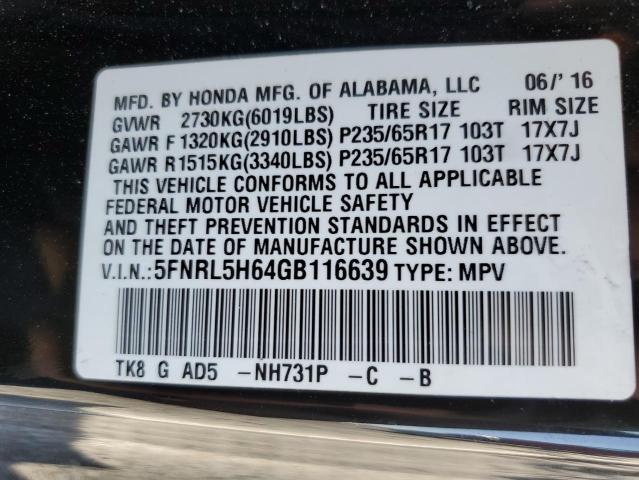 MFD. BY HONDA MFG. OF ALABAMA, LLC 06/'16
GVWR 2730KG(6019LBS) TIRE SIZE RIM SIZE
GAWR F 1320KG(2910LBS) P235/65R17 103T 17X7J
GAWR R1515KG(3340LBS) P235/65R17 103T 17X7J
THIS VEHICLE CONFORMS TO ALL APPLICABLE
FEDERAL MOTOR VEHICLE SAFETY
AND THEFT PREVENTION STANDARDS IN EFFECT
ON THE DATE OF MANUFACTURE SHOWN ABOVE.
V.I.N.: 5FNRL5H64GB116639 TYPE: MPV
TK8 G AD5 -NH731P -C -B